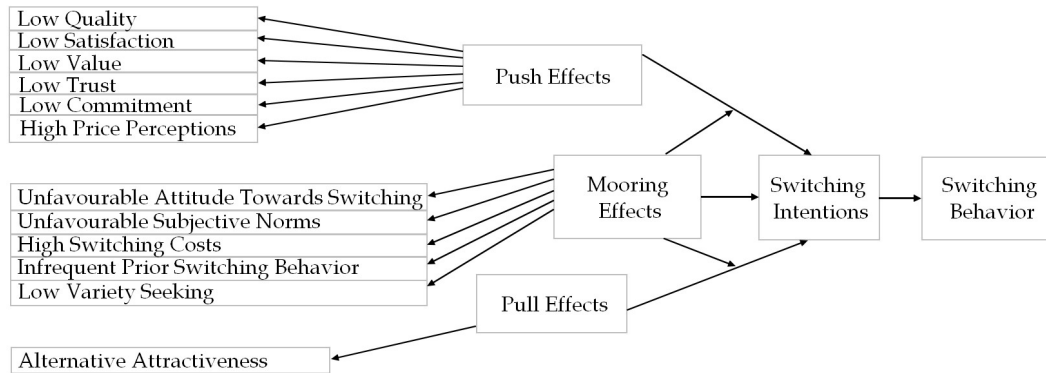 Low Quality
Low Satisfaction
Low Value
Low Trust
Low Commitment
High Price Perceptions
Push Effects
Unfavourable Attitude Towards Switching
Unfavourable Subjective Norms
High Switching Costs
Infrequent Prior Switching Behavior
Low Variety Seeking
Mooring
Effects
Switching
Intentions
Switching
Behavior
Pull Effects
Alternative Attractiveness